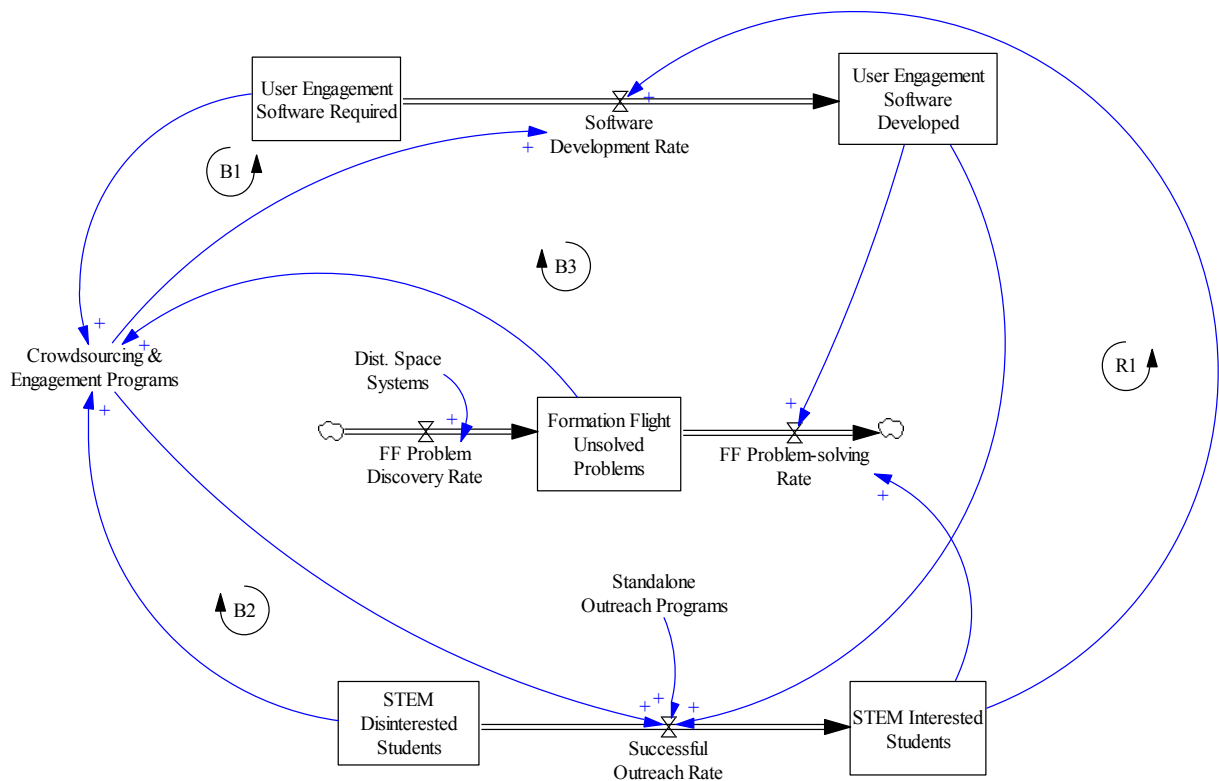 User Engagement
Software Required
User Engagement
Software
Developed
+
Software
Development Rate
+
B1
B3
+
+
Crowdsourcing &
Engagement Programs
+
Dist. Space
Systems
+
FF Problem
Discovery Rate
Formation Flight
Unsolved
Problems
+
FF Problem-solving
Rate
+
R1
B2
Standalone
Outreach Programs
STEM
Disinterested
Students
+
+
+
Successful
Outreach Rate
STEM Interested
Students